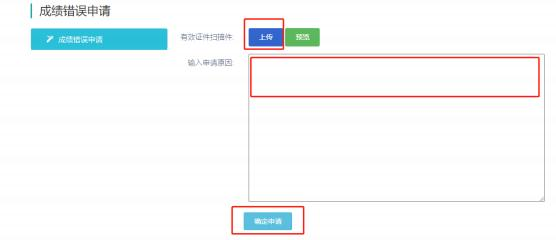 成绩错误申请
成绩错误申请
有效证件扫描件:
上传
预览
输入申请原因:
确定申请